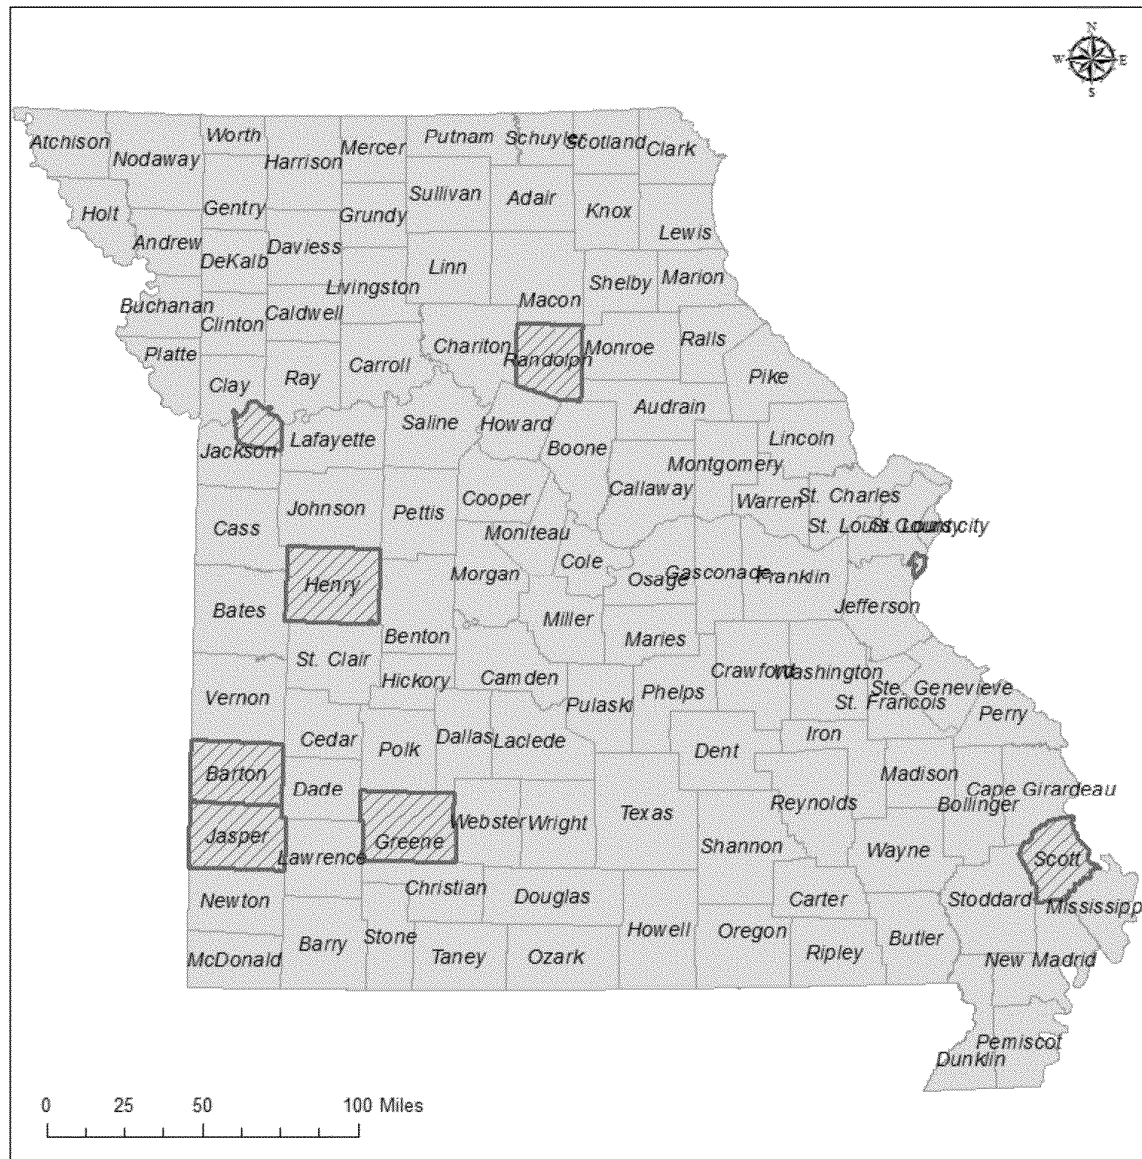 N
W E
S
Atchison
Nodaway
Worth
Harrison
Mercer
Putnam
Schuyler
Scotland
Clark
Holt
Gentry
Grundy
Sullivan
Adair
Knox
Lewis
Andrew
DeKalb
Daviess
Livingston
Linn
Macon
Shelby
Marion
Buchanan
Clinton
Caldwell
Platte
Clay
Ray
Carroll
Chariton
Randolph
Monroe
Ralls
Pike
Audrain
Jackson
Lafayette
Saline
Howard
Boone
Callaway
Montgomery
Lincoln
Warren
St. Charles
St. Louis County
St. Louis city
Cass
Johnson
Pettis
Cooper
Moniteau
Cole
Osage
Gasconade
Franklin
Jefferson
Bates
Henry
Benton
Morgan
Miller
Maries
St. Clair
Hickory
Camden
Pulaski
Phelps
Crawford
Washington
Ste. Genevieve
St. Francois
Perry
Vernon
Cedar
Polk
Dallas
Laclede
Dent
Iron
Madison
Bollinger
Cape Girardeau
Barton
Dade
Jasper
Lawrence
Greene
Webster
Wright
Texas
Shannon
Reynolds
Wayne
Scott
Newton
Christian
Douglas
Carter
Stoddard
Mississipp
McDonald
Barry
Stone
Taney
Ozark
Howell
Oregon
Ripley
Butler
New Madrid
Pemiscot
Dunklin
0 25 50 100 Miles